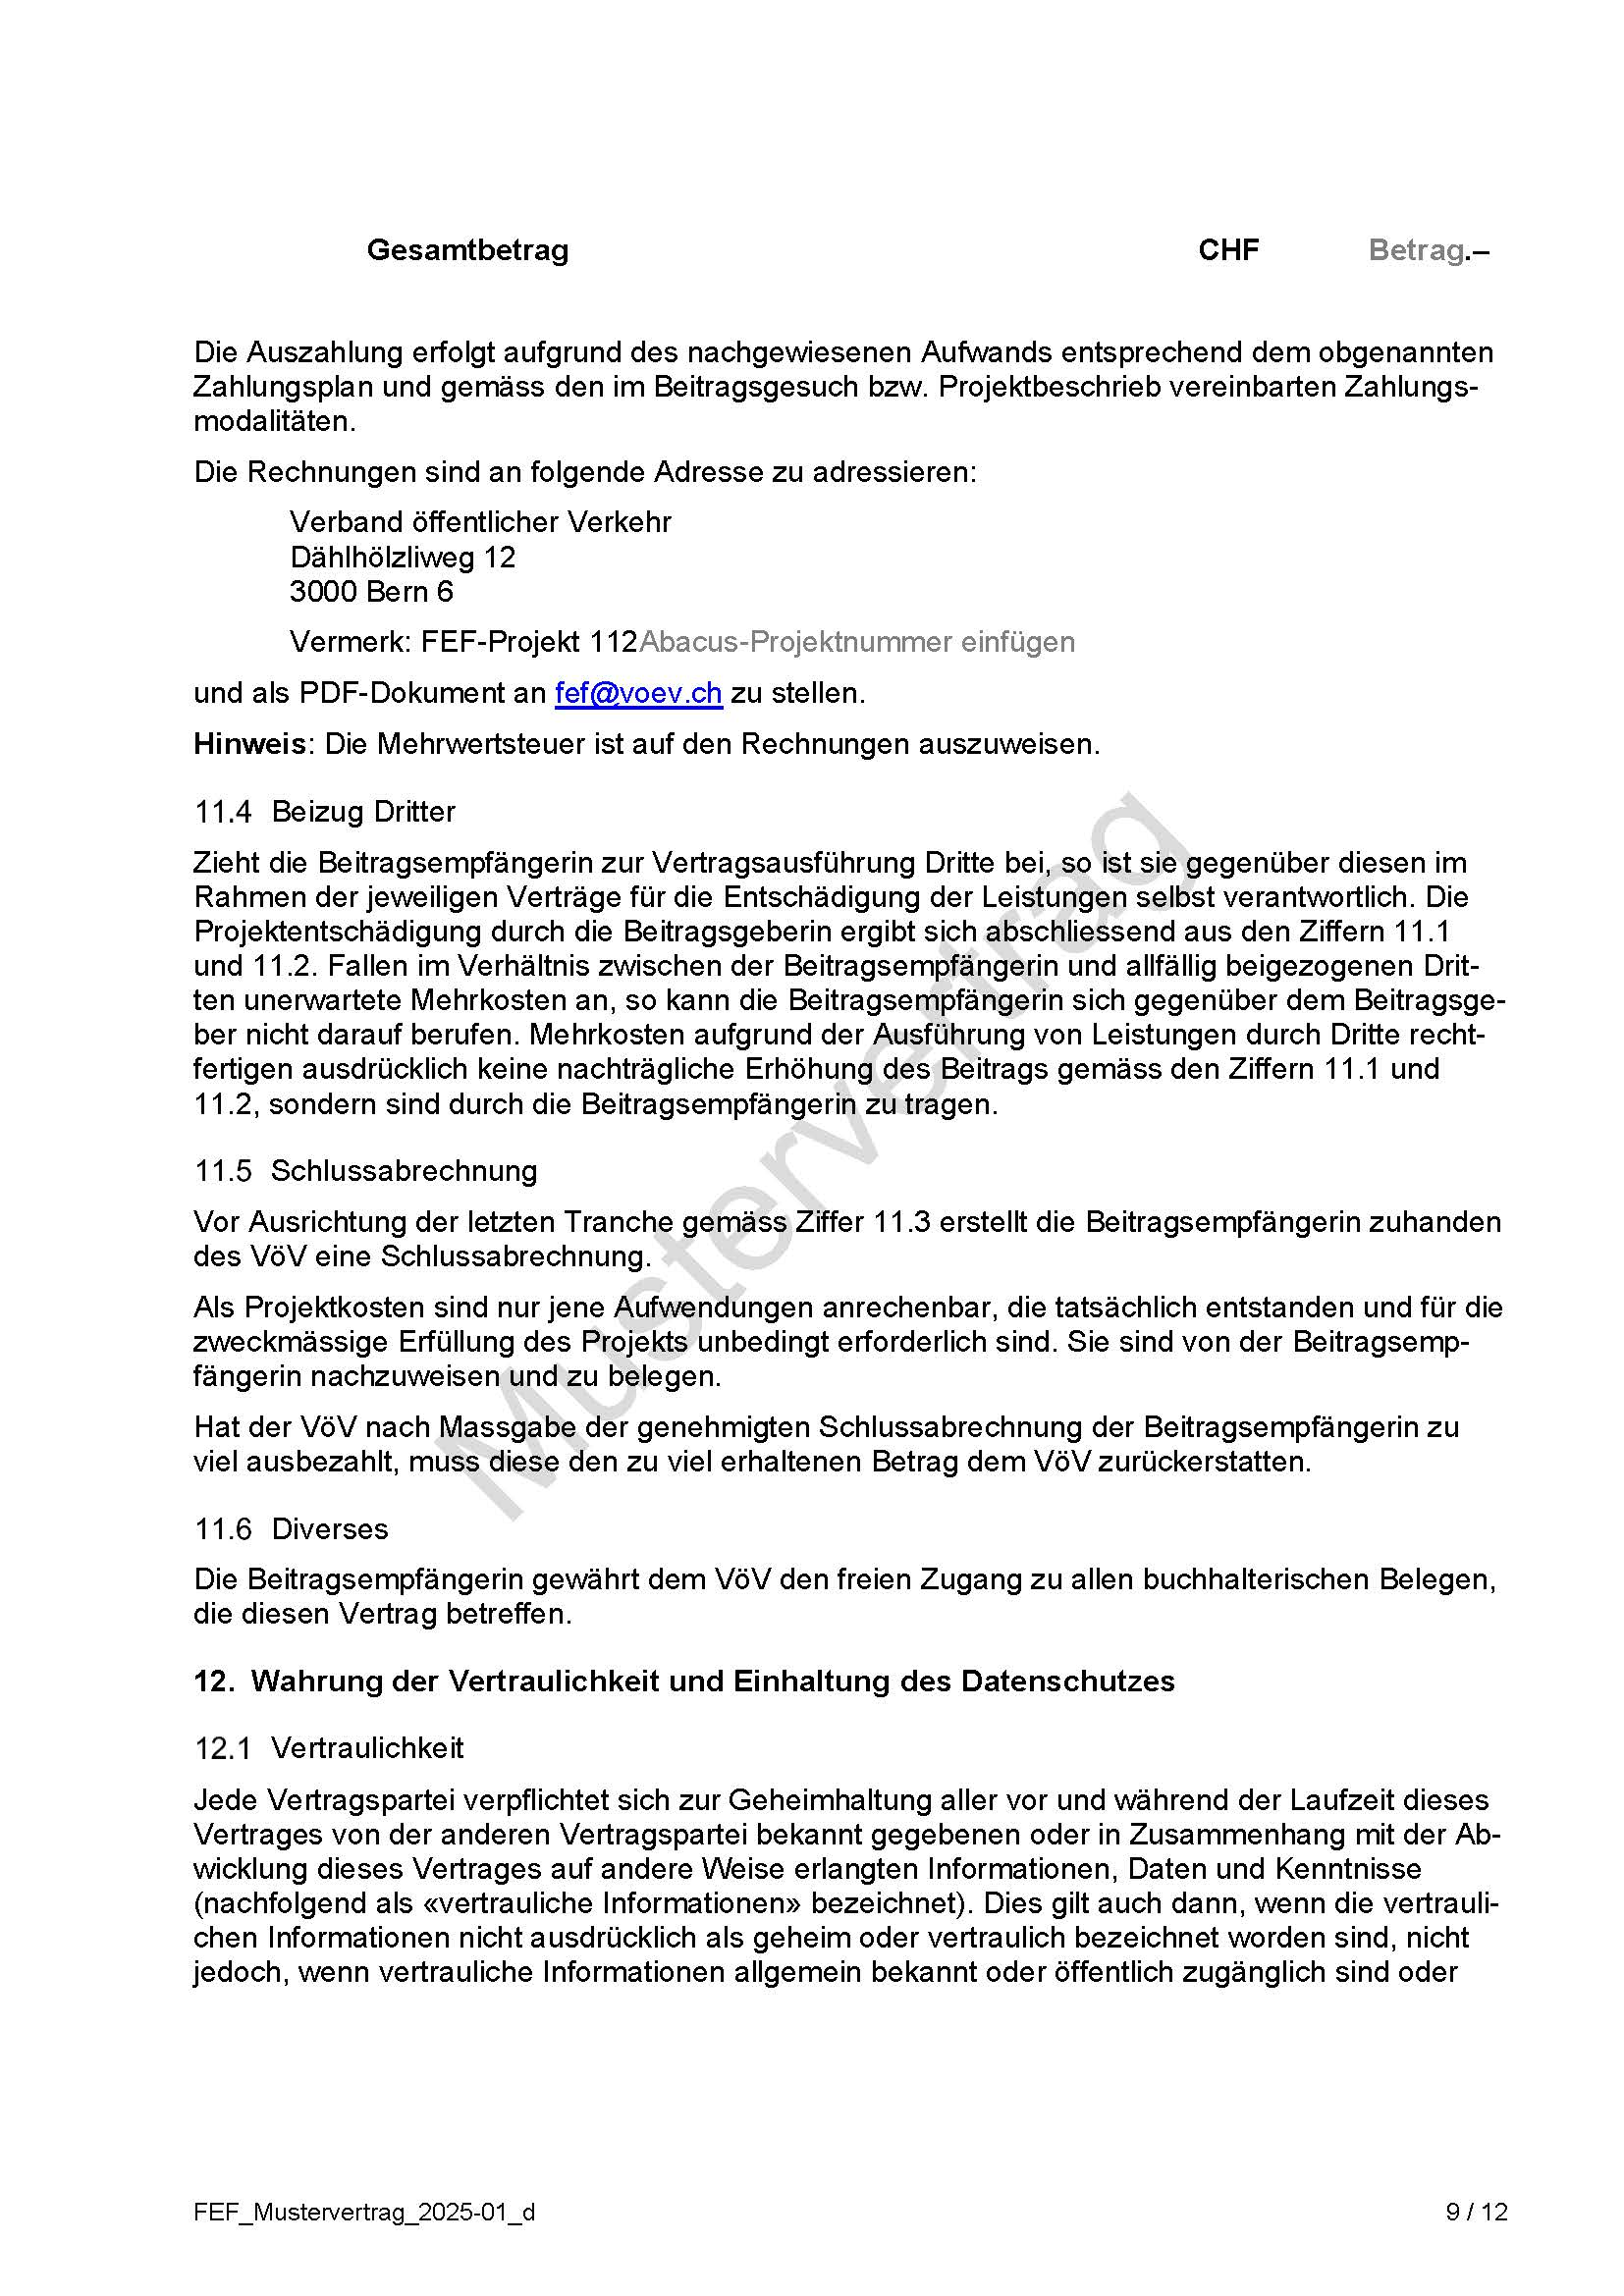 Gesamtbetrag CHF Betrag.–
Die Auszahlung erfolgt aufgrund des nachgewiesenen Aufwands entsprechend dem obgenannten
Zahlungsplan und gemäss den im Beitragsgesuch bzw. Projektbeschrieb vereinbarten Zahlungs-
modalitäten.
Die Rechnungen sind an folgende Adresse zu adressieren:
Verband öffentlicher Verkehr
Dählhölzliweg 12
3000 Bern 6
Vermerk: FEF-Projekt 112Abacus-Projektnummer einfügen
und als PDF-Dokument an fef@voev.ch zu stellen.
Hinweis: Die Mehrwertsteuer ist auf den Rechnungen auszuweisen.
11.4 Beizug Dritter
Zieht die Beitragsempfängerin zur Vertragsausführung Dritte bei, so ist sie gegenüber diesen im
Rahmen der jeweiligen Verträge für die Entschädigung der Leistungen selbst verantwortlich. Die
Projektentschädigung durch die Beitragsgeberin ergibt sich abschliessend aus den Ziffern 11.1
und 11.2. Fallen im Verhältnis zwischen der Beitragsempfängerin und allfällig beigezogenen Drit-
ten unerwartete Mehrkosten an, so kann die Beitragsempfängerin sich gegenüber dem Beitragsge-
ber nicht darauf berufen. Mehrkosten aufgrund der Ausführung von Leistungen durch Dritte recht-
fertigen ausdrücklich keine nachträgliche Erhöhung des Beitrags gemäss den Ziffern 11.1 und
11.2, sondern sind durch die Beitragsempfängerin zu tragen.
11.5 Schlussabrechnung
Vor Ausrichtung der letzten Tranche gemäss Ziffer 11.3 erstellt die Beitragsempfängerin zuhanden
des VöV eine Schlussabrechnung.
Als Projektkosten sind nur jene Aufwendungen anrechenbar, die tatsächlich entstanden und für die
zweckmässige Erfüllung des Projekts unbedingt erforderlich sind. Sie sind von der Beitragsemp-
fängerin nachzuweisen und zu belegen.
Hat der VöV nach Massgabe der genehmigten Schlussabrechnung der Beitragsempfängerin zu
viel ausbezahlt, muss diese den zu viel erhaltenen Betrag dem VöV zurückerstatten.
11.6 Diverses
Die Beitragsempfängerin gewährt dem VöV den freien Zugang zu allen buchhalterischen Belegen,
die diesen Vertrag betreffen.
12. Wahrung der Vertraulichkeit und Einhaltung des Datenschutzes
12.1 Vertraulichkeit
Jede Vertragspartei verpflichtet sich zur Geheimhaltung aller vor und während der Laufzeit dieses
Vertrages von der anderen Vertragspartei bekannt gegebenen oder in Zusammenhang mit der Ab-
wicklung dieses Vertrages auf andere Weise erlangten Informationen, Daten und Kenntnisse
(nachfolgend als «vertrauliche Informationen» bezeichnet). Dies gilt auch dann, wenn die vertrauli-
chen Informationen nicht ausdrücklich als geheim oder vertraulich bezeichnet worden sind, nicht
jedoch, wenn vertrauliche Informationen allgemein bekannt oder öffentlich zugänglich sind oder
Mustervertrag
FEF_Mustervertrag_2025-01_d 9 / 12